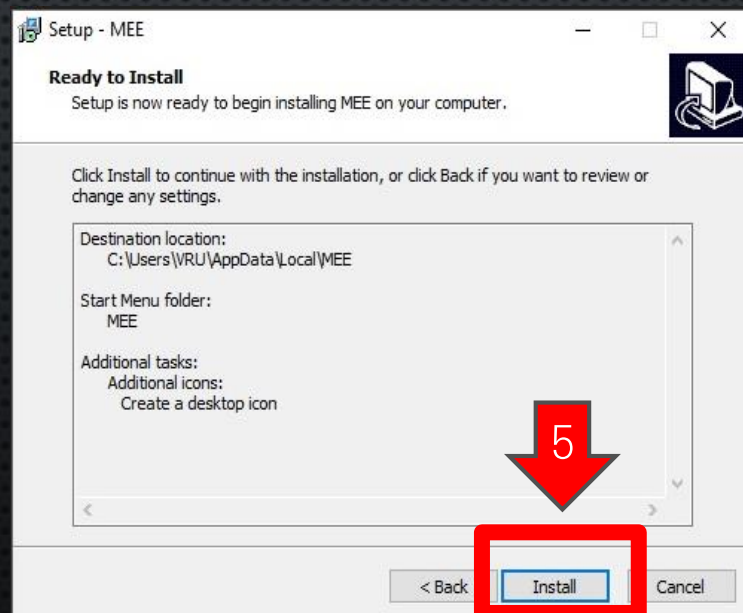 Setup - MEE
Ready to Install
Setup is now ready to begin installing MEE on your computer.
Click Install to continue with the installation, or click Back if you want to review or
change any settings.
Destination location:
C:\Users\VRU\AppData\Local\MEE
Start Menu folder:
MEE
Additional tasks:
Additional icons:
Create a desktop icon
5
< Back
Install
Cancel